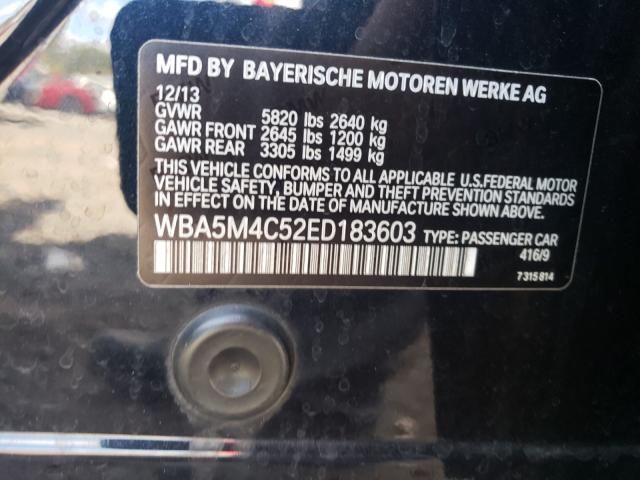 MFD BY BAYERISCHE MOTOREN WERKE AG
12/13
GVWR 5820 lbs 2640 kg
GAWR FRONT 2645 lbs 1200 kg
GAWR REAR 3305 lbs 1499 kg
THIS VEHICLE CONFORMS TO ALL APPLICABLE U.S.FEDERAL MOTOR
VEHICLE SAFETY, BUMPER AND THEFT PREVENTION STANDARDS
IN EFFECT ON THE DATE OF MANUFACTURE SHOWN ABOVE.
WBA5M4C52ED183603 TYPE: PASSENGER CAR
416/9
7315814